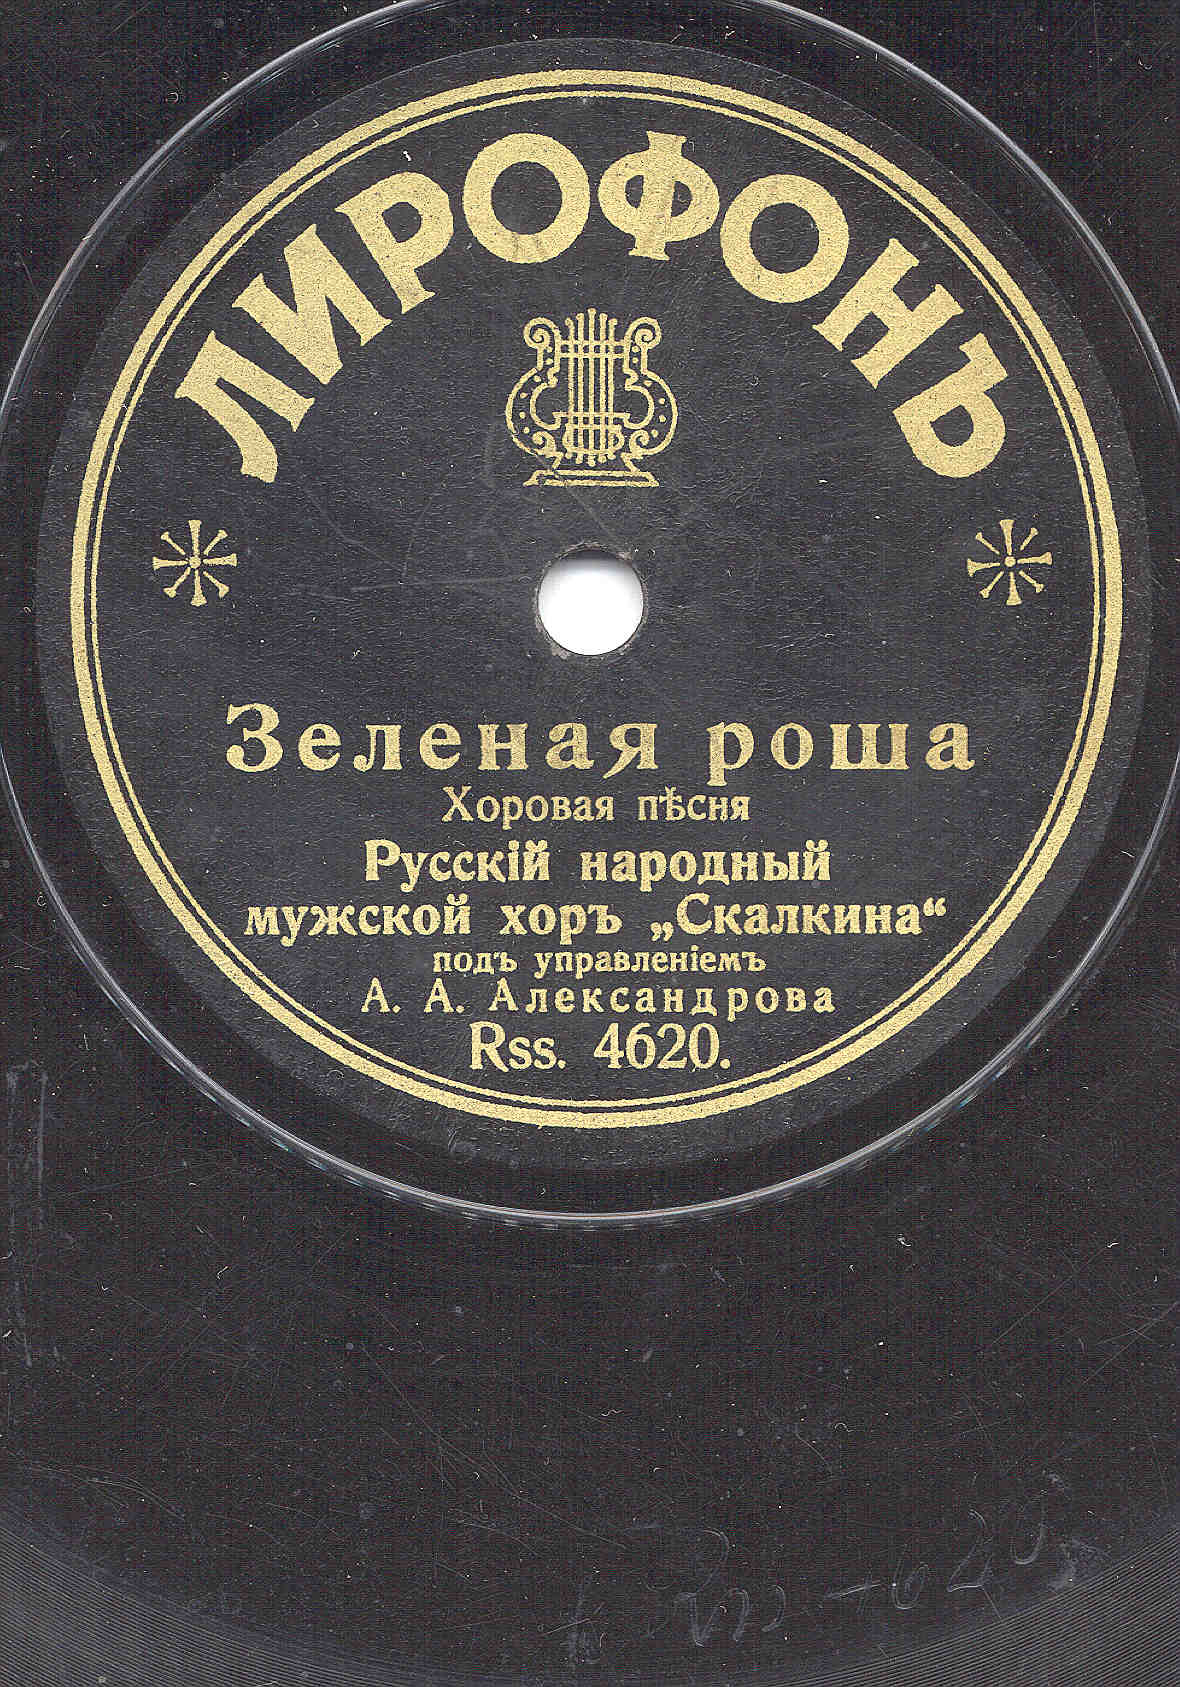 ЛИРОФОНЪ
Зеленая роша
Хоровая пѣсня
Русскій народный
мужской хоръ „Скалкина“
подъ управленіемъ
А. А. Александрова
Rss. 4620.